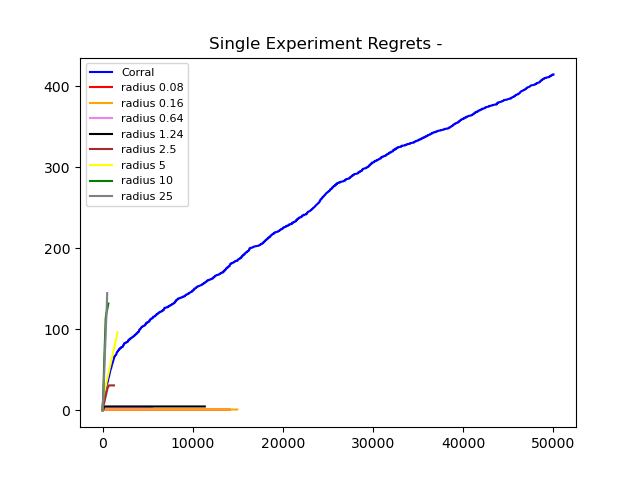 Single Experiment Regrets -
400
300
200
100
0
Corral
radius 0.08
radius 0.16
radius 0.64
radius 1.24
radius 2.5
radius 5
radius 10
radius 25
0 10000 20000 30000 40000 50000